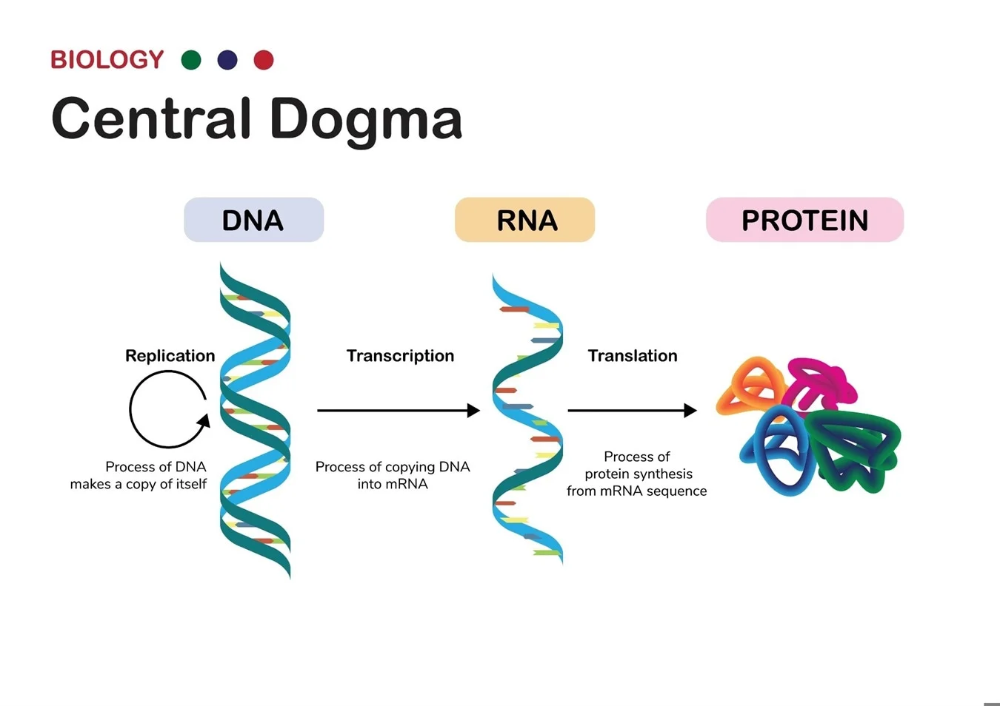 BIOLOGY
Central Dogma
DNA
RNA
PROTEIN
Replication
Transcription
Translation
Process of DNA
makes a copy of itself
Process of copying DNA
into mRNA
Process of
protein synthesis
from mRNA sequence